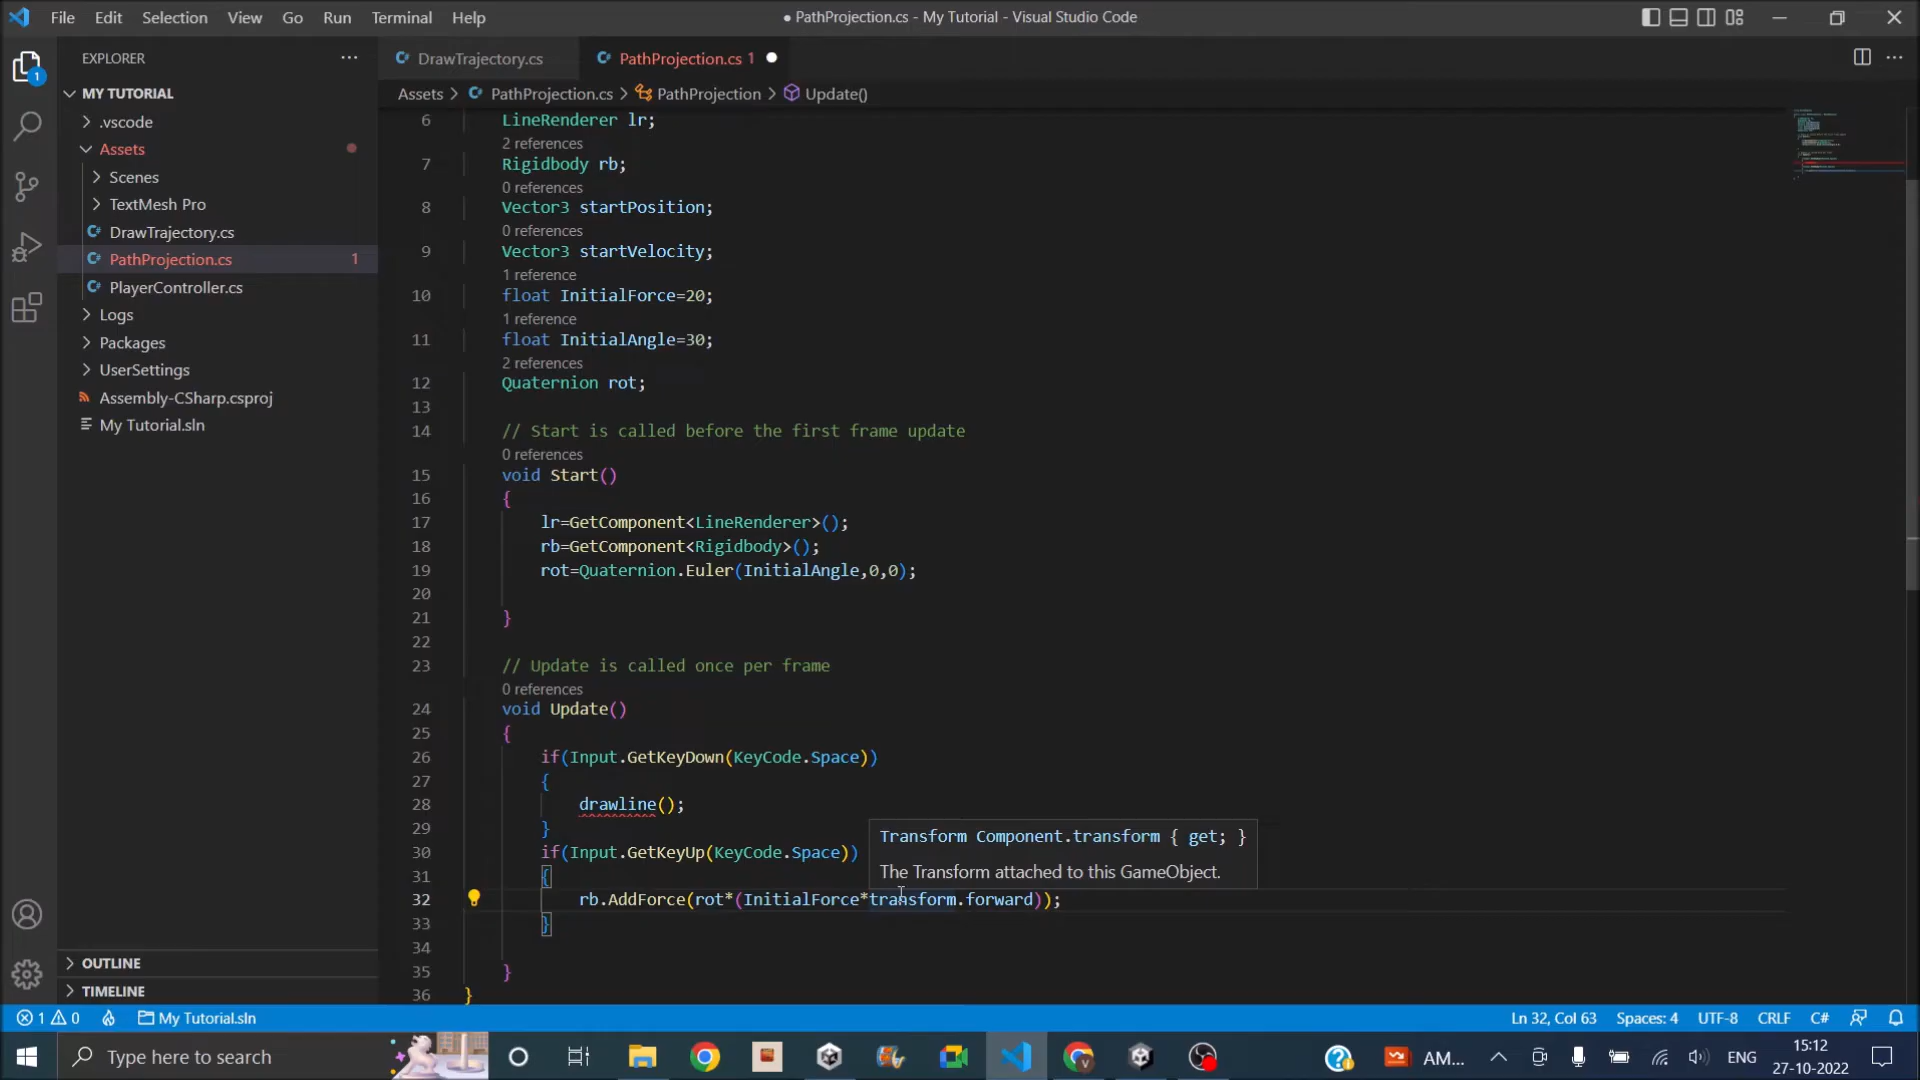 File Edit Selection View Go Run Terminal Help
● PathProjection.cs - My Tutorial - Visual Studio Code
EXPLORER
DrawTrajectory.cs
PathProjection.cs 1
Assets > PathProjection.cs > PathProjection > Update()
1
MY TUTORIAL
.vscode
Assets
Scenes
TextMesh Pro
DrawTrajectory.cs
PathProjection.cs 1
PlayerController.cs
Logs
Packages
UserSettings
Assembly-CSharp.csproj
My Tutorial.sln
OUTLINE
TIMELINE
6 LineRenderer lr;
2 references
7 Rigidbody rb;
0 references
8 Vector3 startPosition;
0 references
9 Vector3 startVelocity;
1 reference
10 float InitialForce=20;
1 reference
11 float InitialAngle=30;
2 references
12 Quaternion rot;
13
14 // Start is called before the first frame update
0 references
15 void Start()
16 {
17 lr=GetComponent<LineRenderer>();
18 rb=GetComponent<Rigidbody>();
19 rot=Quaternion.Euler(InitialAngle,0,0);
20
21 }
22
23 // Update is called once per frame
0 references
24 void Update()
25 {
26 if(Input.GetKeyDown(KeyCode.Space))
27 {
28 drawline();
29 }
30 if(Input.GetKeyUp(KeyCode.Space))
31 {
32 rb.AddForce(rot*(InitialForce*transform.forward));
33 }
34
35 }
36 }
Transform Component.transform { get; }
The Transform attached to this GameObject.
1 0 My Tutorial.sln
Ln 32, Col 63 Spaces: 4 UTF-8 CRLF C#
Type here to search
AM... ENG
15:12
27-10-2022